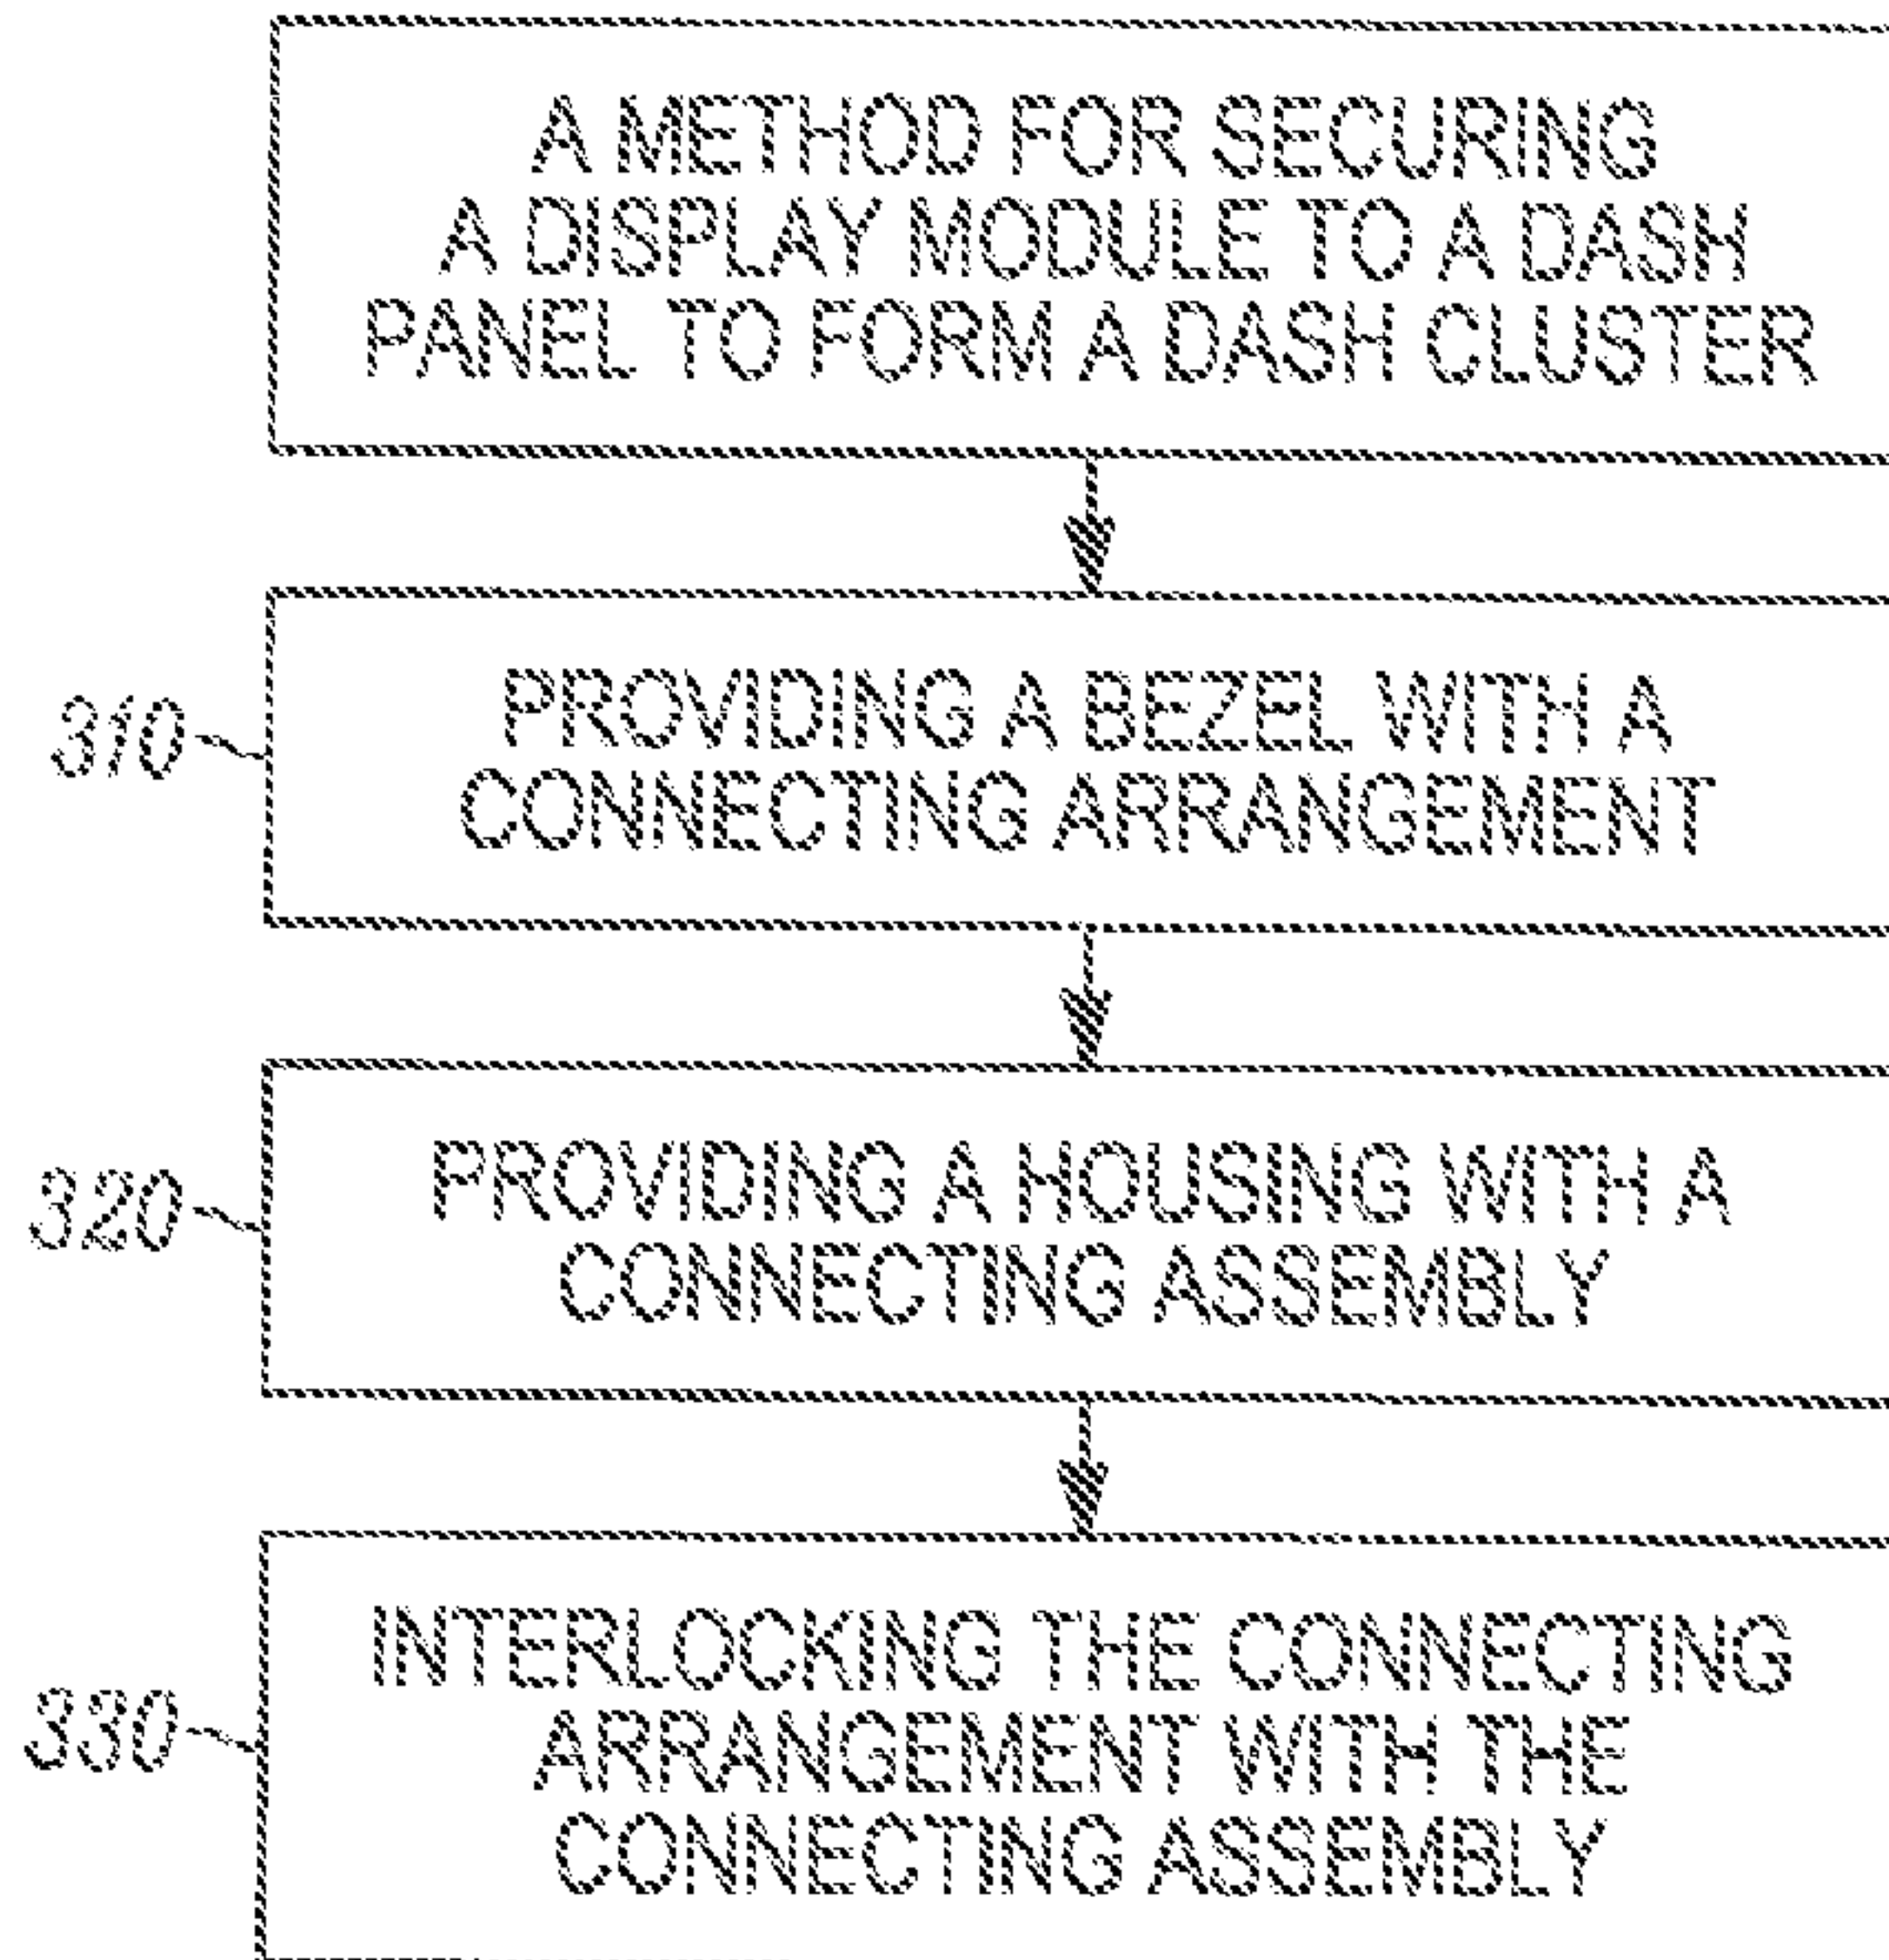 A METHOD FOR SECURING
A DISPLAY MODULE TO A DASH
PANEL TO FORM A DASH CLUSTER
310
PROVIDING A BEZEL WITH A
CONNECTING ARRANGEMENT
320
PROVIDING A HOUSING WITH A
CONNECTING ASSEMBLY
330
INTERLOCKING THE CONNECTING
ARRANGEMENT WITH THE
CONNECTING ASSEMBLY